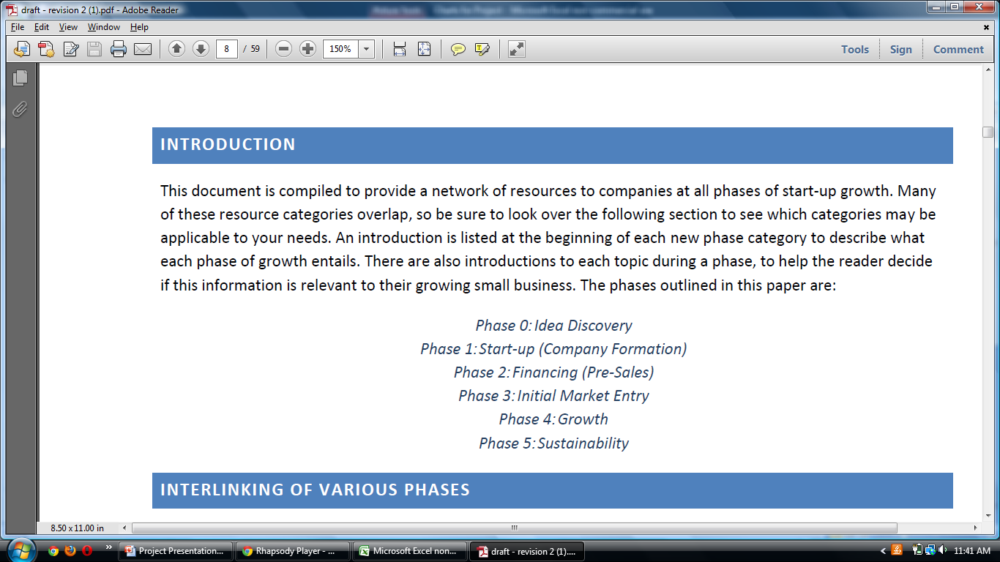 draft - revision 2 (1).pdf - Adobe Reader
File Edit View Window Help
8 / 59 150% Tools Sign Comment
INTRODUCTION
This document is compiled to provide a network of resources to companies at all phases of start-up growth. Many
of these resource categories overlap, so be sure to look over the following section to see which categories may be
applicable to your needs. An introduction is listed at the beginning of each new phase category to describe what
each phase of growth entails. There are also introductions to each topic during a phase, to help the reader decide
if this information is relevant to their growing small business. The phases outlined in this paper are:
Phase 0: Idea Discovery
Phase 1: Start-up (Company Formation)
Phase 2: Financing (Pre-Sales)
Phase 3: Initial Market Entry
Phase 4: Growth
Phase 5: Sustainability
INTERLINKING OF VARIOUS PHASES
8.50 x 11.00 in
Project Presentation... Rhapsody Player - ... Microsoft Excel non... draft - revision 2 (1).... 11:41 AM